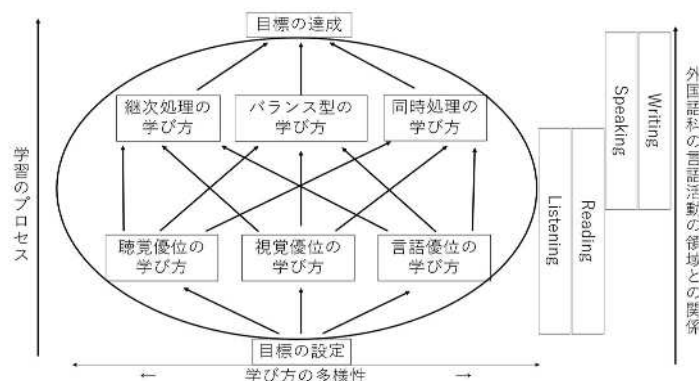 目標の達成
継次処理の
学び方
バランス型の
学び方
同時処理の
学び方
聴覚優位の
学び方
視覚優位の
学び方
言語優位の
学び方
目標の設定
← 学び方の多様性 →
学習のプロセス
Listening
Reading
Speaking
Writing
外国語科の言語活動の領域との関係